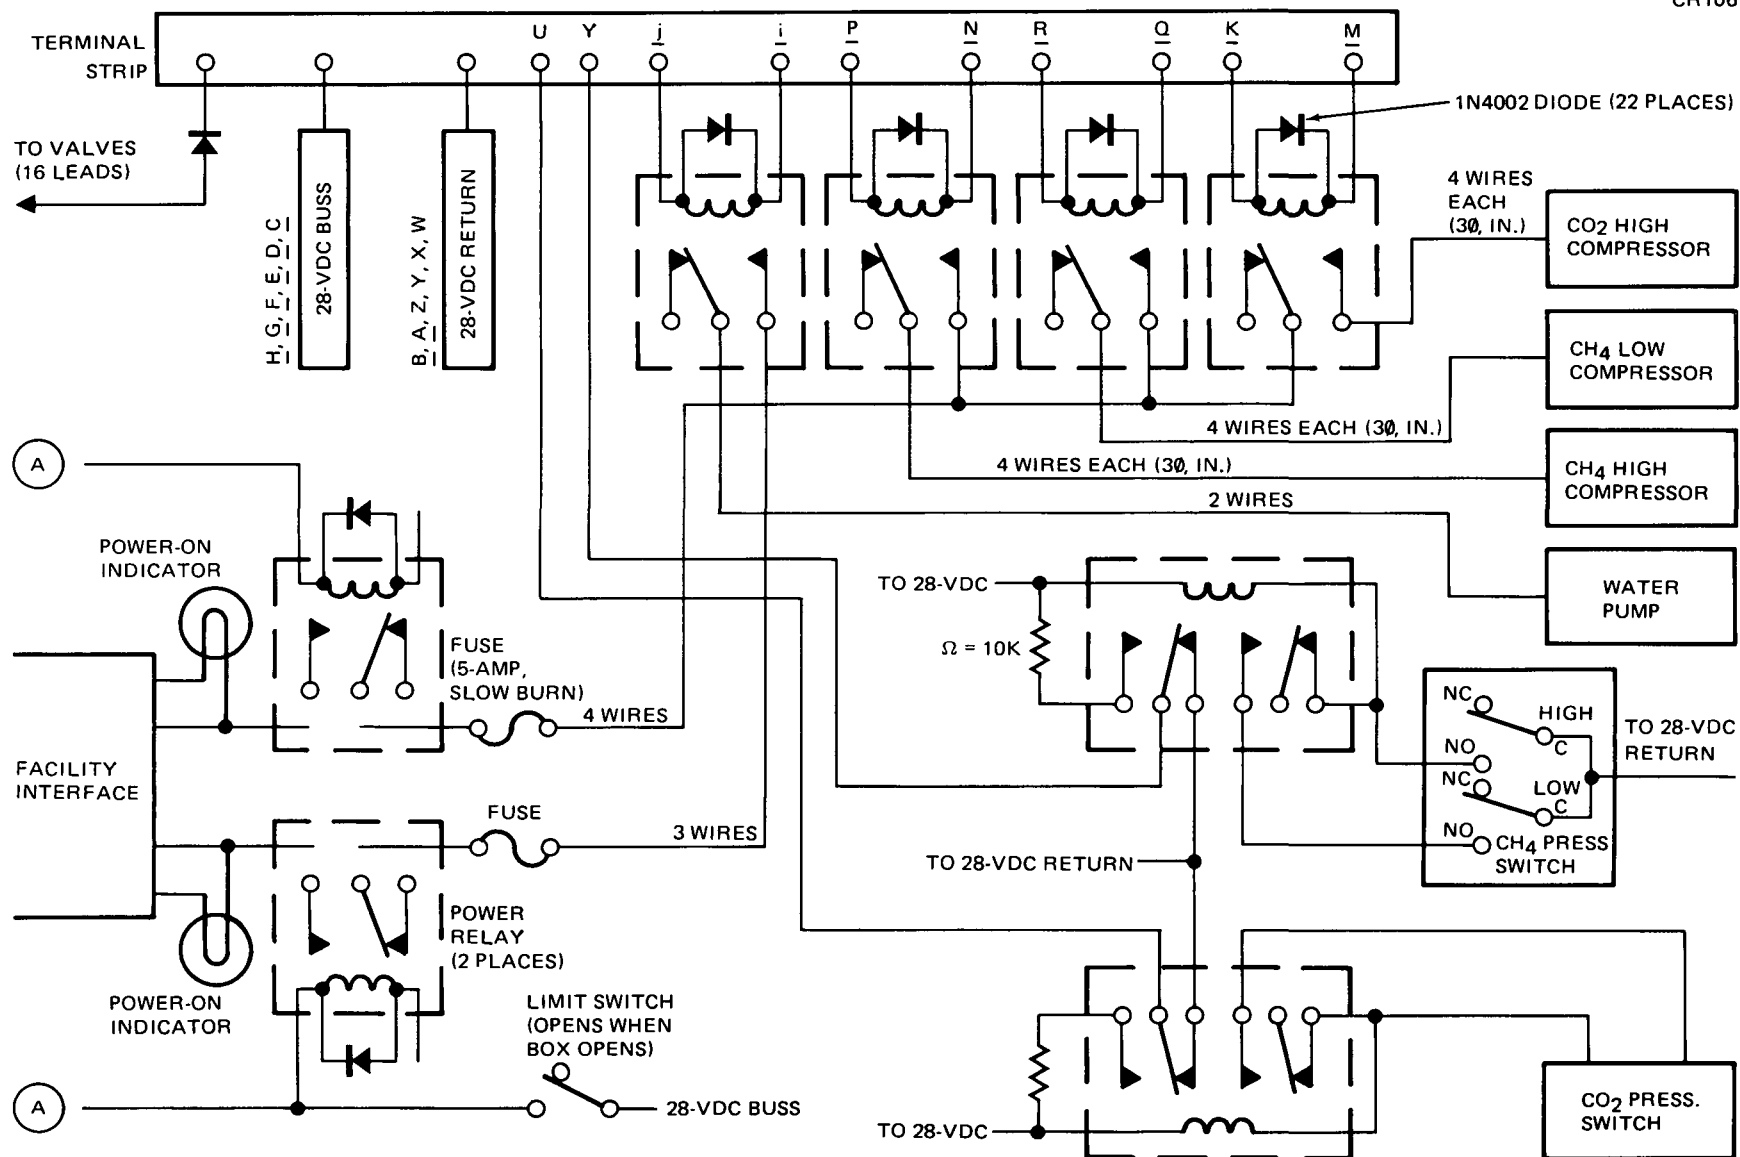 CR106
TERMINAL
STRIP
U Y j i P N R Q K M
1N4002 DIODE (22 PLACES)
TO VALVES
(16 LEADS)
H, G, F, E, D, C
28-VDC BUSS
B, A, Z, Y, X, W
28-VDC RETURN
4 WIRES
EACH
(3Ø, IN.)
CO2 HIGH
COMPRESSOR
CH4 LOW
COMPRESSOR
4 WIRES EACH (3Ø, IN.)
4 WIRES EACH (3Ø, IN.)
CH4 HIGH
COMPRESSOR
2 WIRES
WATER
PUMP
A
POWER-ON
INDICATOR
FUSE
(5-AMP,
SLOW BURN)
4 WIRES
FACILITY
INTERFACE
FUSE
3 WIRES
POWER
RELAY
(2 PLACES)
POWER-ON
INDICATOR
LIMIT SWITCH
(OPENS WHEN
BOX OPENS)
A
28-VDC BUSS
TO 28-VDC
Ω = 10K
NC
HIGH
C
NO
NC
LOW
C
NO
CH4 PRESS
SWITCH
TO 28-VDC
RETURN
TO 28-VDC RETURN
TO 28-VDC
CO2 PRESS.
SWITCH